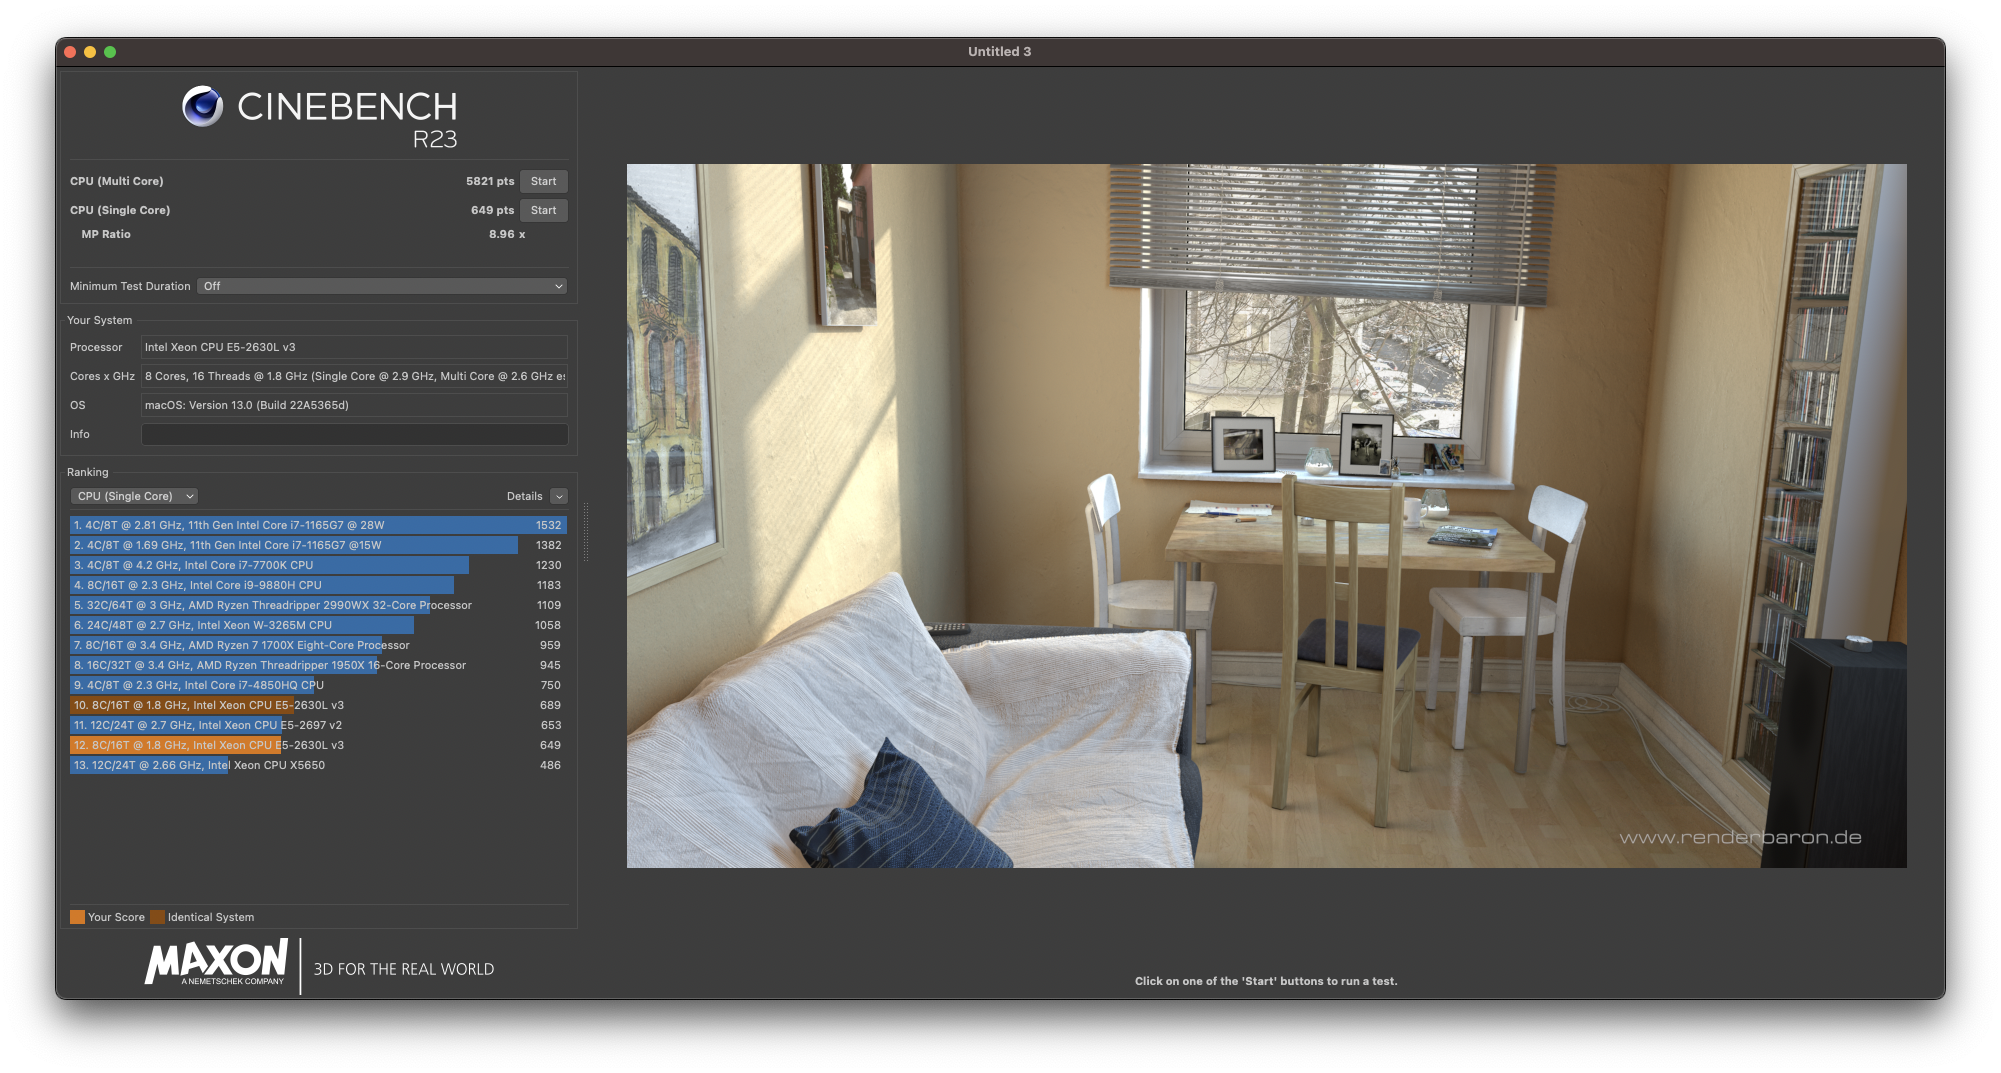 Untitled 3
CINEBENCH
R23
CPU (Multi Core) 5821 pts Start
CPU (Single Core) 649 pts Start
MP Ratio 8.96 x
Minimum Test Duration Off
Your System
Processor Intel Xeon CPU E5-2630L v3
Cores x GHz 8 Cores, 16 Threads @ 1.8 GHz (Single Core @ 2.9 GHz, Multi Core @ 2.6 GHz es
OS macOS: Version 13.0 (Build 22A5365d)
Info
Ranking
CPU (Single Core) Details
1. 4C/8T @ 2.81 GHz, 11th Gen Intel Core i7-1165G7 @ 28W 1532
2. 4C/8T @ 1.69 GHz, 11th Gen Intel Core i7-1165G7 @15W 1382
3. 4C/8T @ 4.2 GHz, Intel Core i7-7700K CPU 1230
4. 8C/16T @ 2.3 GHz, Intel Core i9-9880H CPU 1183
5. 32C/64T @ 3 GHz, AMD Ryzen Threadripper 2990WX 32-Core Processor 1109
6. 24C/48T @ 2.7 GHz, Intel Xeon W-3265M CPU 1058
7. 8C/16T @ 3.4 GHz, AMD Ryzen 7 1700X Eight-Core Processor 959
8. 16C/32T @ 3.4 GHz, AMD Ryzen Threadripper 1950X 16-Core Processor 945
9. 4C/8T @ 2.3 GHz, Intel Core i7-4850HQ CPU 750
10. 8C/16T @ 1.8 GHz, Intel Xeon CPU E5-2630L v3 689
11. 12C/24T @ 2.7 GHz, Intel Xeon CPU E5-2697 v2 653
12. 8C/16T @ 1.8 GHz, Intel Xeon CPU E5-2630L v3 649
13. 12C/24T @ 2.66 GHz, Intel Xeon CPU X5650 486
Your Score Identical System
MAXON
A NEMETSCHEK COMPANY
3D FOR THE REAL WORLD
www.renderbaron.de
Click on one of the 'Start' buttons to run a test.